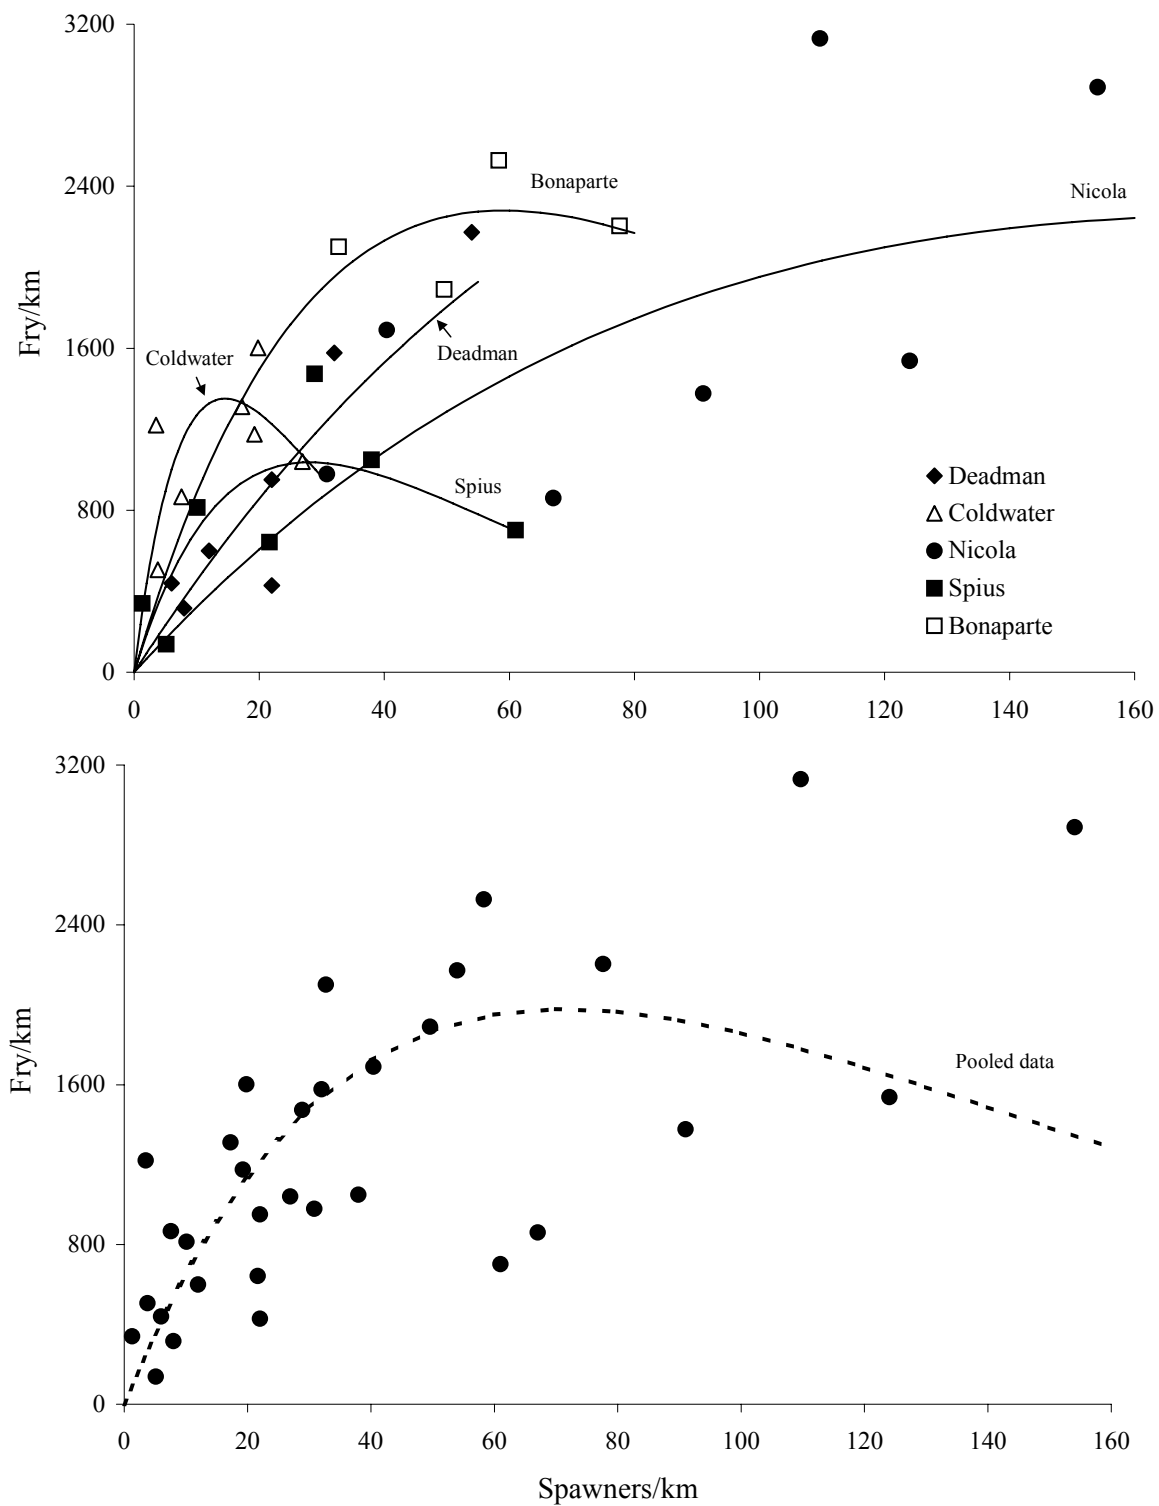 3200
2400
1600
800
0
Fry/km
Bonaparte
Nicola
Coldwater
Deadman
Spius
Deadman
Coldwater
Nicola
Spius
Bonaparte
0 20 40 60 80 100 120 140 160
3200
2400
1600
800
0
Fry/km
Pooled data
0 20 40 60 80 100 120 140 160
Spawners/km